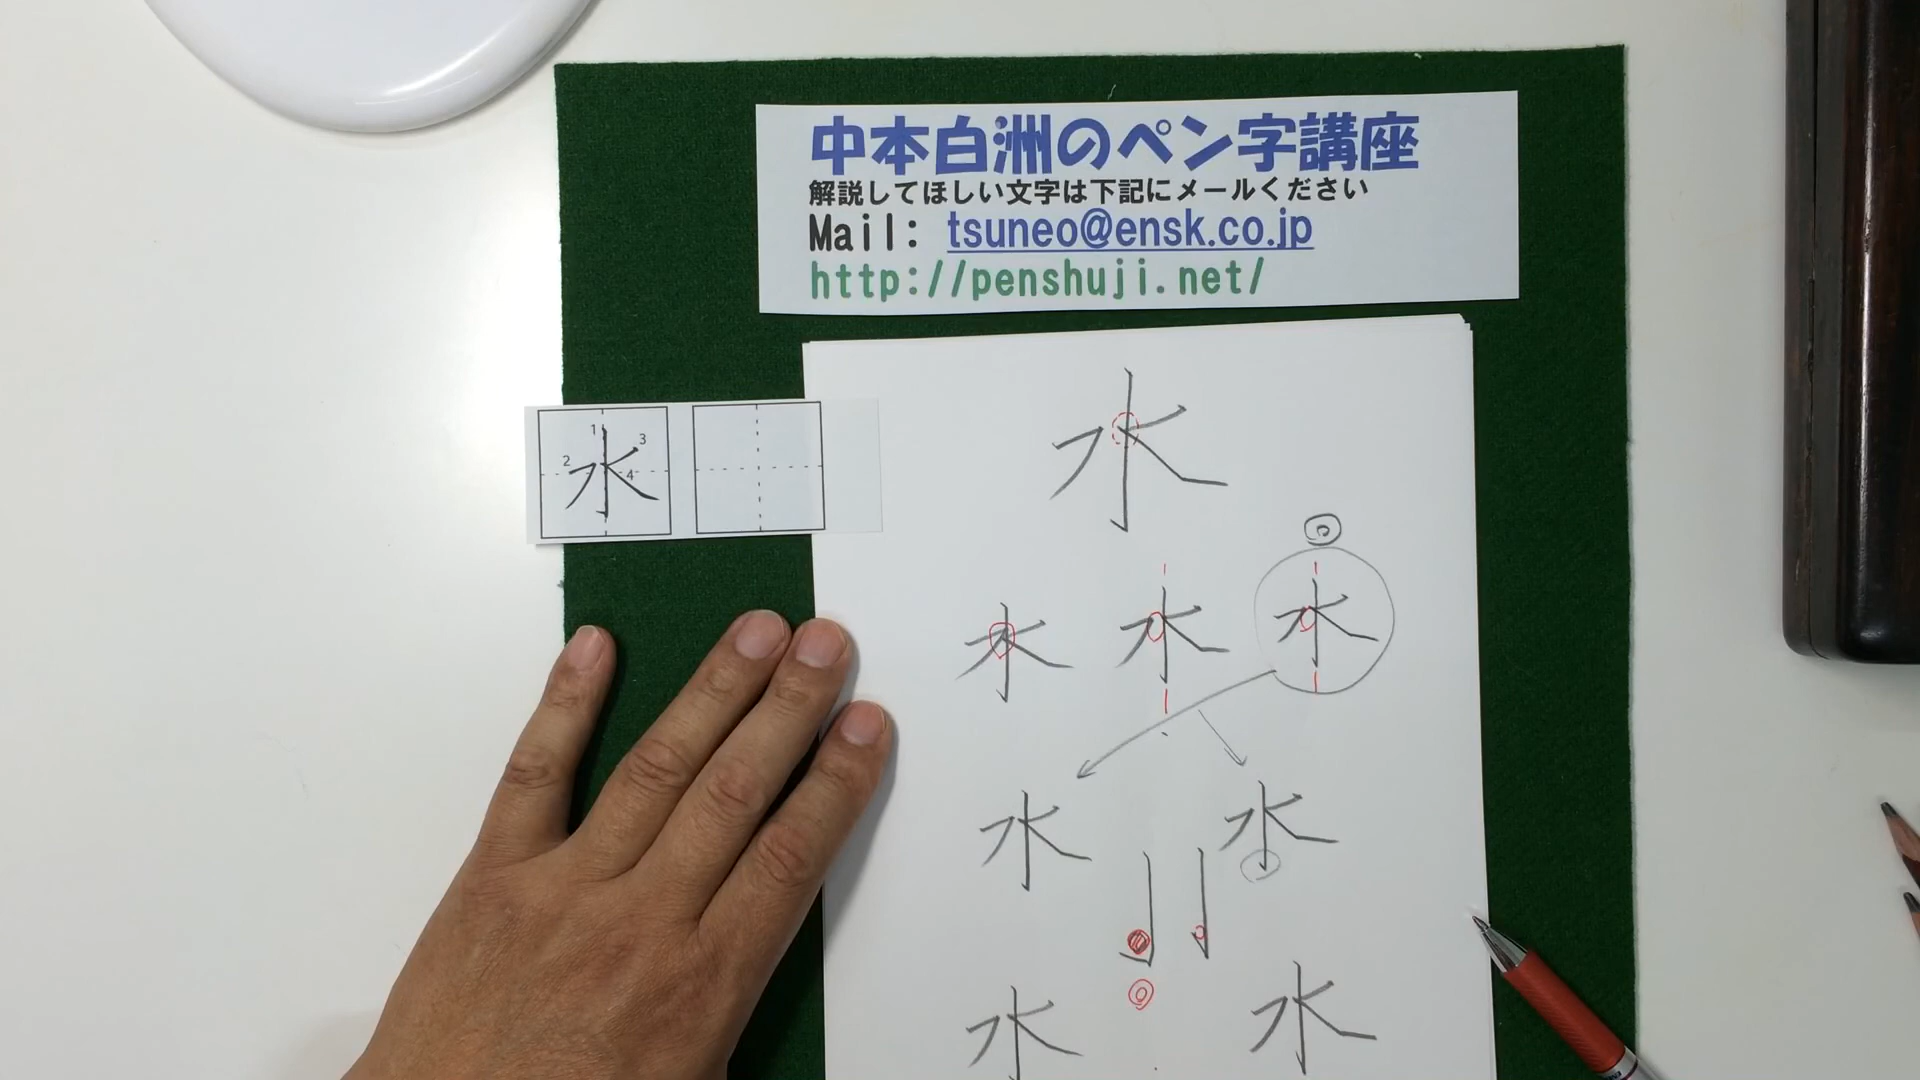 中本白洲のペン字講座
解説してほしい文字は下記にメールください
Mail: tsuneo@ensk.co.jp
http://penshuji.net/
1 2 3 4 水
水
水 水 水
水 水
水 水